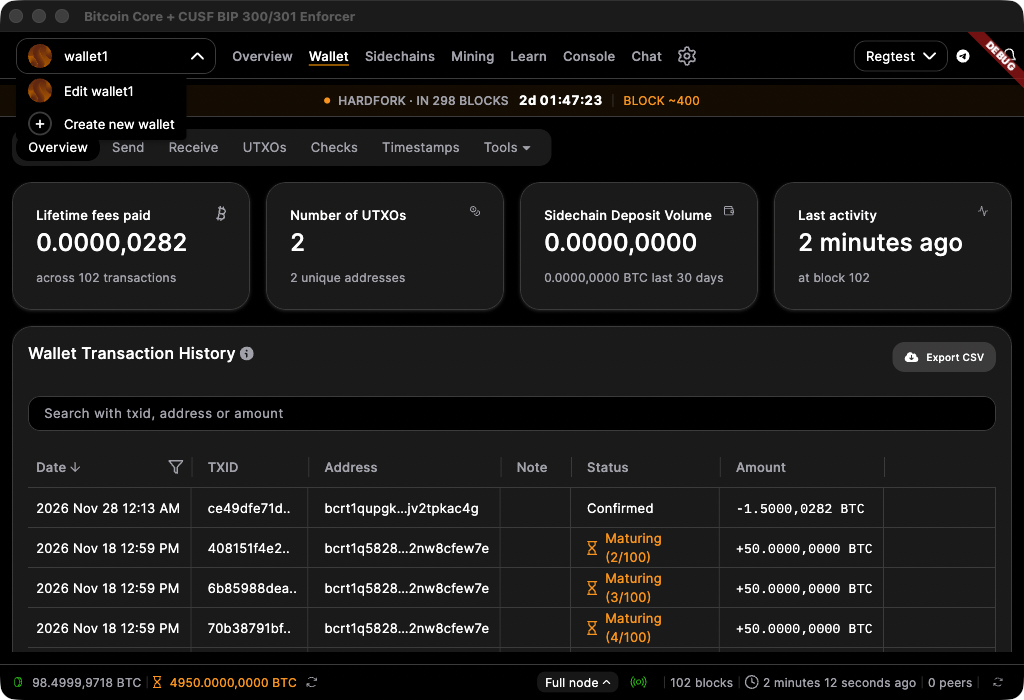 Bitcoin Core + CUSF BIP 300/301 Enforcer
wallet1
Overview
Wallet
Sidechains
Mining
Learn
Console
Chat
Regtest
DEBUG
Edit wallet1
Create new wallet
HARDFORK · IN 298 BLOCKS 2d 01:47:23 BLOCK ~400
Overview
Send
Receive
UTXOs
Checks
Timestamps
Tools
Lifetime fees paid
0.0000,0282
across 102 transactions
Number of UTXOs
2
2 unique addresses
Sidechain Deposit Volume
0.0000,0000
0.0000,0000 BTC last 30 days
Last activity
2 minutes ago
at block 102
Wallet Transaction History
Export CSV
Search with txid, address or amount
Date TXID Address Note Status Amount
2026 Nov 28 12:13 AM ce49dfe71d.. bcrt1qupgk...jv2tpkac4g Confirmed -1.5000,0282 BTC
2026 Nov 18 12:59 PM 408151f4e2.. bcrt1q5828...2nw8cfew7e Maturing (2/100) +50.0000,0000 BTC
2026 Nov 18 12:59 PM 6b85988dea.. bcrt1q5828...2nw8cfew7e Maturing (3/100) +50.0000,0000 BTC
2026 Nov 18 12:59 PM 70b38791bf.. bcrt1q5828...2nw8cfew7e Maturing (4/100) +50.0000,0000 BTC
98.4999,9718 BTC 4950.0000,0000 BTC Full node 102 blocks 2 minutes 12 seconds ago 0 peers